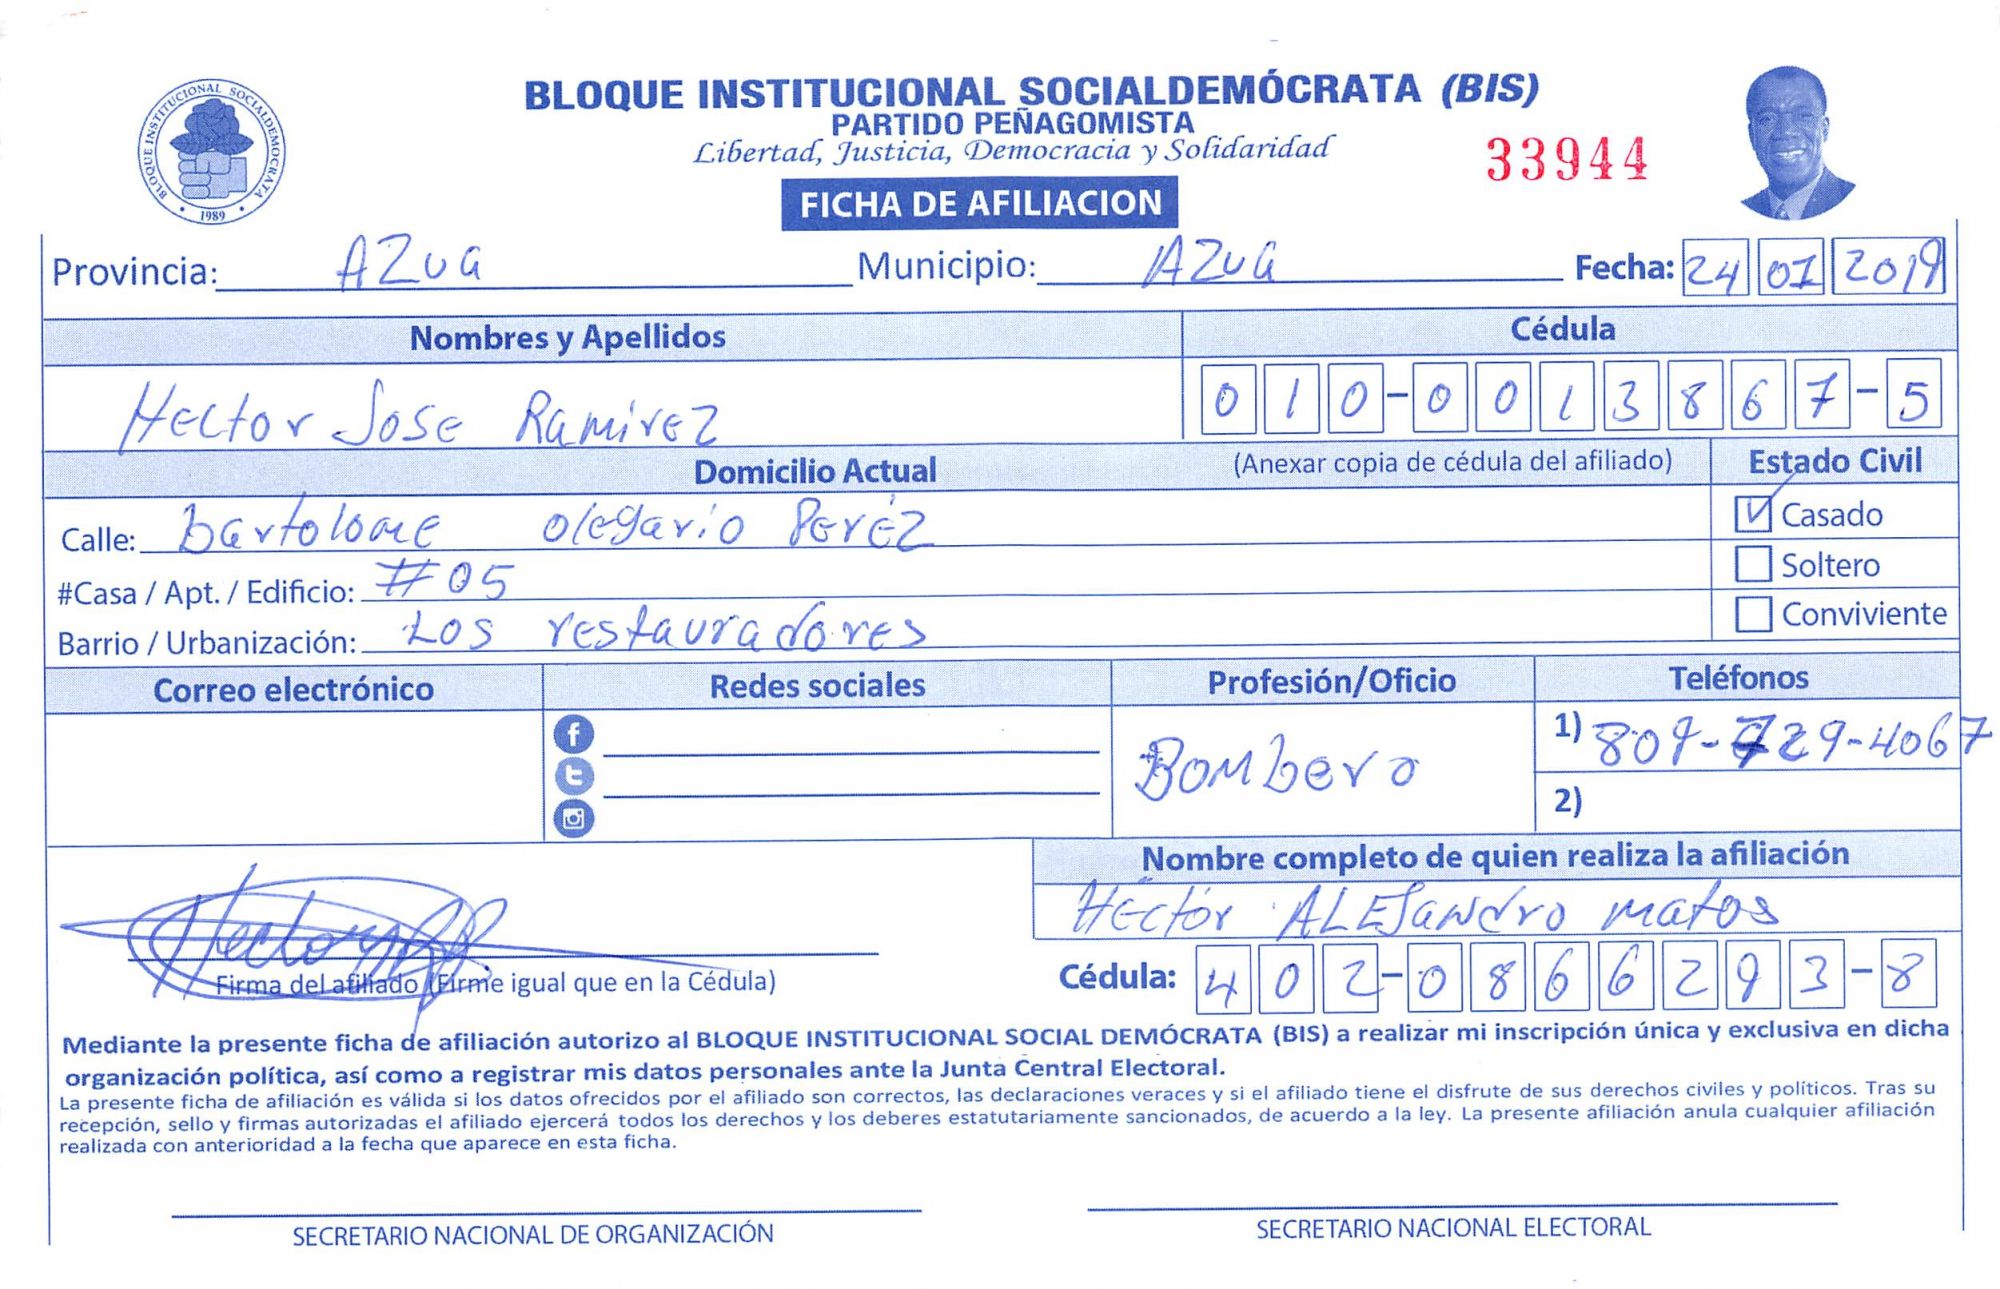 BLOQUE INSTITUCIONAL SOCIALDEMÓCRATA (BIS)
PARTIDO PEÑAGOMISTA
Libertad, Justicia, Democracia y Solidaridad
BLOQUE INSTITUCIONAL SOCIALDEMOCRATA
• 1989 •
33944
FICHA DE AFILIACION
Provincia: AZUA Municipio: AZUA Fecha: 24 01 2019
Nombres y Apellidos Cédula
Hector Jose Ramirez 010-0013867-5
Domicilio Actual (Anexar copia de cédula del afiliado) Estado Civil
Calle: Bartolome Olegario Peréz Casado
#Casa / Apt. / Edificio: #05 Soltero
Barrio / Urbanización: Los restauradores Conviviente
Correo electrónico Redes sociales Profesión/Oficio Teléfonos
Bombero 1) 809-729-4067
2)
Nombre completo de quien realiza la afiliación
Héctor ALEJandro matos
Firma del afiliado (Firme igual que en la Cédula) Cédula: 402-0866293-8
Mediante la presente ficha de afiliación autorizo al BLOQUE INSTITUCIONAL SOCIAL DEMÓCRATA (BIS) a realizar mi inscripción única y exclusiva en dicha
organización política, así como a registrar mis datos personales ante la Junta Central Electoral.
La presente ficha de afiliación es válida si los datos ofrecidos por el afiliado son correctos, las declaraciones veraces y si el afiliado tiene el disfrute de sus derechos civiles y políticos. Tras su
recepción, sello y firmas autorizadas el afiliado ejercerá todos los derechos y los deberes estatutariamente sancionados, de acuerdo a la ley. La presente afiliación anula cualquier afiliación
realizada con anterioridad a la fecha que aparece en esta ficha.
SECRETARIO NACIONAL DE ORGANIZACIÓN SECRETARIO NACIONAL ELECTORAL